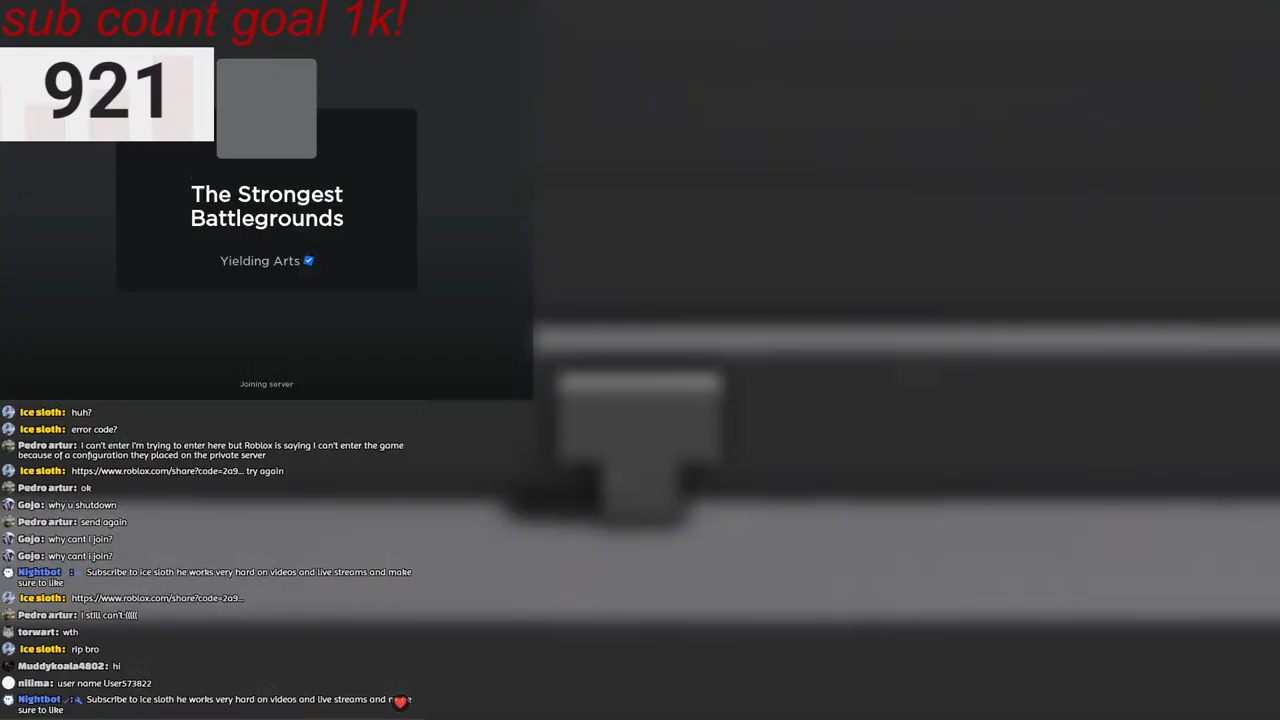 sub count goal 1k!
921
The Strongest
Battlegrounds
Yielding Arts
Joining server
Ice sloth: huh?
Ice sloth: error code?
Pedro artur: I can't enter I'm trying to enter here but Roblox is saying I can't enter the game
because of a configuration they placed on the private server
Ice sloth: https://www.roblox.com/share?code=2a9... try again
Pedro artur: ok
Gojo: why u shutdown
Pedro artur: send again
Gojo: why cant i join?
Gojo: why cant i join?
Nightbot : Subscribe to ice sloth he works very hard on videos and live streams and make
sure to like
Ice sloth: https://www.roblox.com/share?code=2a9...
Pedro artur: I still can't:(((((
torwart: wth
Ice sloth: rip bro
Muddykoala4802: hi
nilima: user name User573822
Nightbot : Subscribe to ice sloth he works very hard on videos and live streams and
sure to like